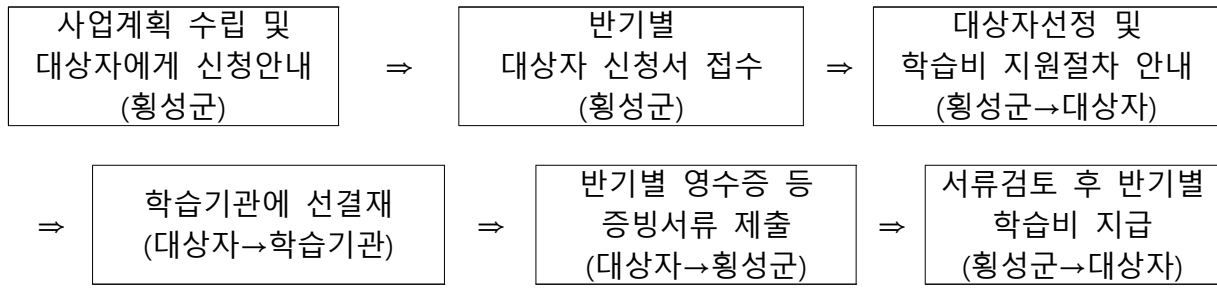 사업계획 수립 및
대상자에게 신청안내
(횡성군)
⇒
반기별
대상자 신청서 접수
(횡성군)
⇒
대상자선정 및
학습비 지원절차 안내
(횡성군→대상자)
⇒
학습기관에 선결재
(대상자→학습기관)
⇒
반기별 영수증 등
증빙서류 제출
(대상자→횡성군)
⇒
서류검토 후 반기별
학습비 지급
(횡성군→대상자)